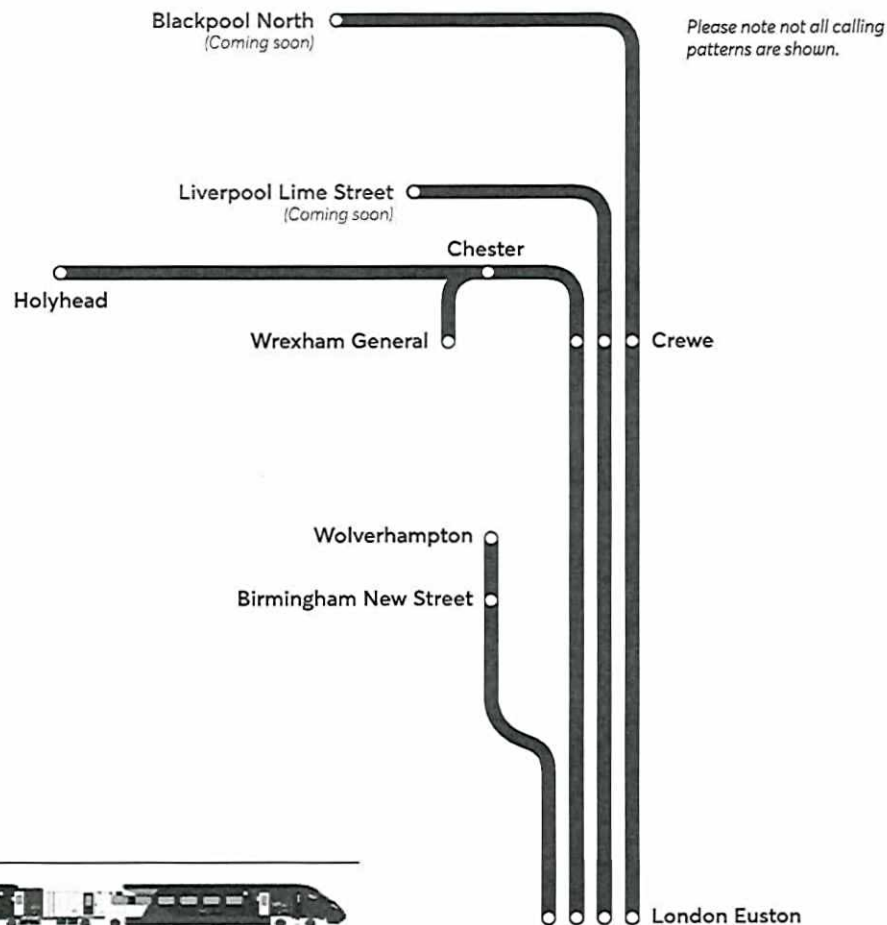 Blackpool North
(Coming soon)
Please note not all calling
patterns are shown.
Liverpool Lime Street
(Coming soon)
Chester
Holyhead
Wrexham General
Crewe
Wolverhampton
Birmingham New Street
London Euston